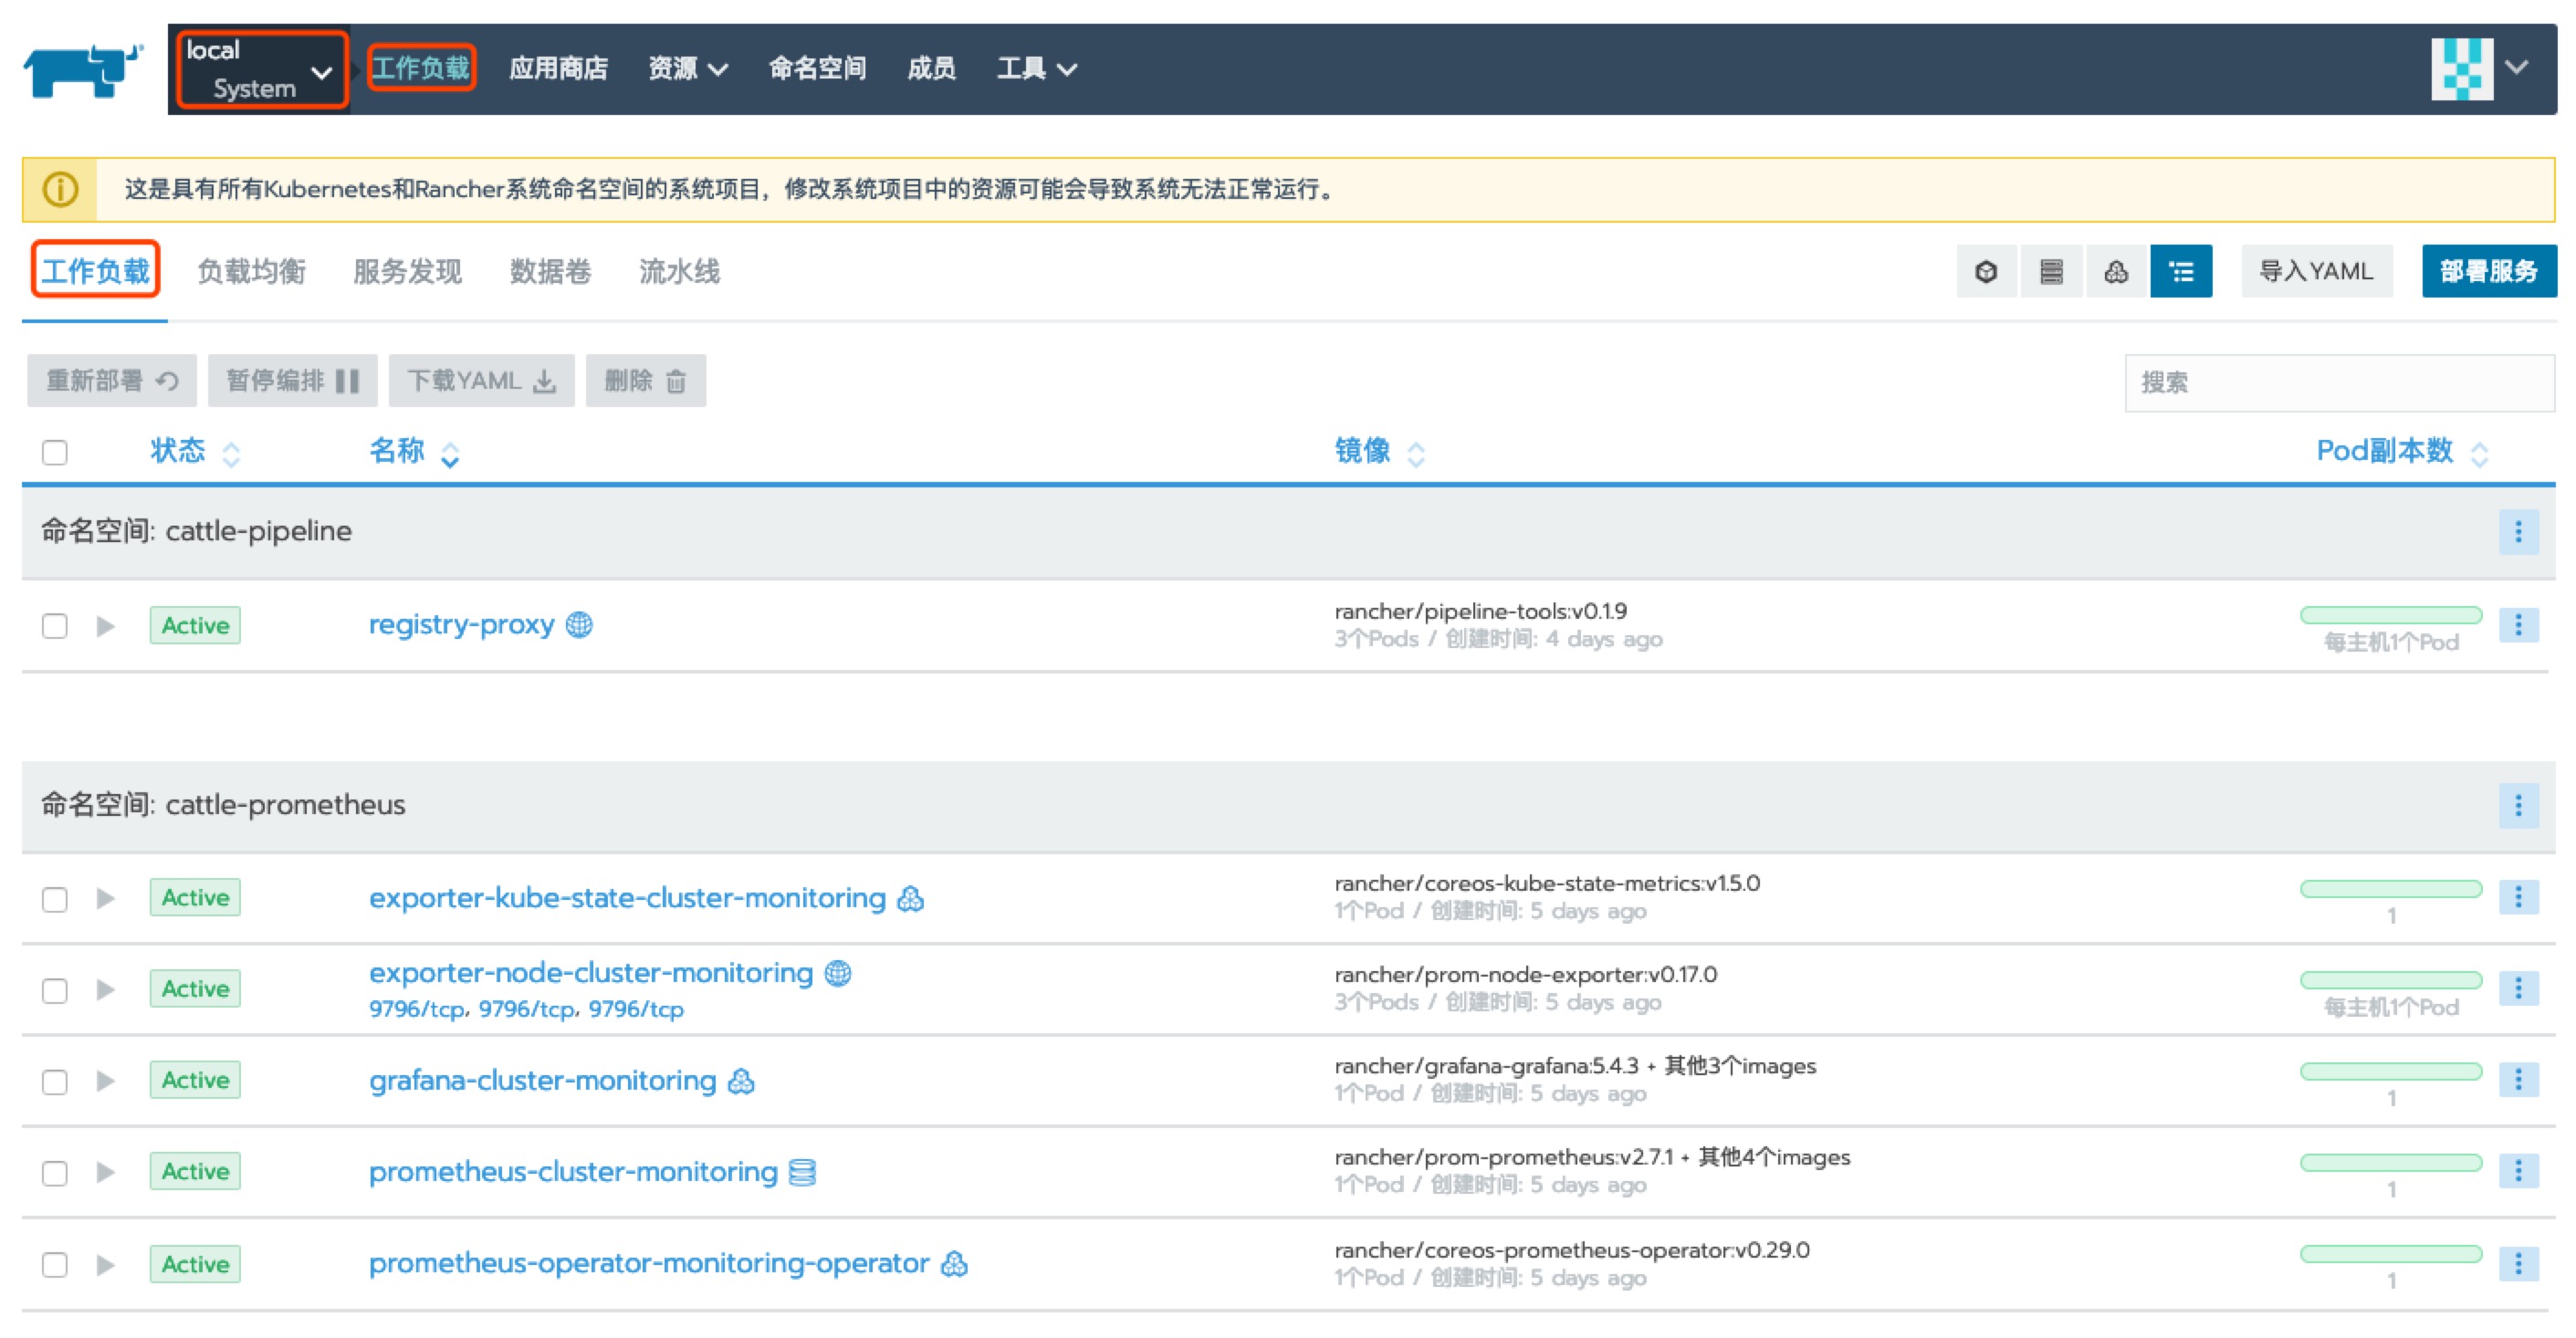 local
System
工作负载 应用商店 资源 命名空间 成员 工具
这是具有所有Kubernetes和Rancher系统命名空间的系统项目，修改系统项目中的资源可能会导致系统无法正常运行。
工作负载 负载均衡 服务发现 数据卷 流水线 导入YAML 部署服务
重新部署 暂停编排 下载YAML 删除 搜索
状态 名称 镜像 Pod副本数
命名空间: cattle-pipeline
Active registry-proxy rancher/pipeline-tools:v0.1.9
3个Pods / 创建时间: 4 days ago 每主机1个Pod
命名空间: cattle-prometheus
Active exporter-kube-state-cluster-monitoring rancher/coreos-kube-state-metrics:v1.5.0
1个Pod / 创建时间: 5 days ago 1
Active exporter-node-cluster-monitoring rancher/prom-node-exporter:v0.17.0
9796/tcp, 9796/tcp, 9796/tcp 3个Pods / 创建时间: 5 days ago 每主机1个Pod
Active grafana-cluster-monitoring rancher/grafana-grafana:5.4.3 + 其他3个images
1个Pod / 创建时间: 5 days ago 1
Active prometheus-cluster-monitoring rancher/prom-prometheus:v2.7.1 + 其他4个images
1个Pod / 创建时间: 5 days ago 1
Active prometheus-operator-monitoring-operator rancher/coreos-prometheus-operator:v0.29.0
1个Pod / 创建时间: 5 days ago 1